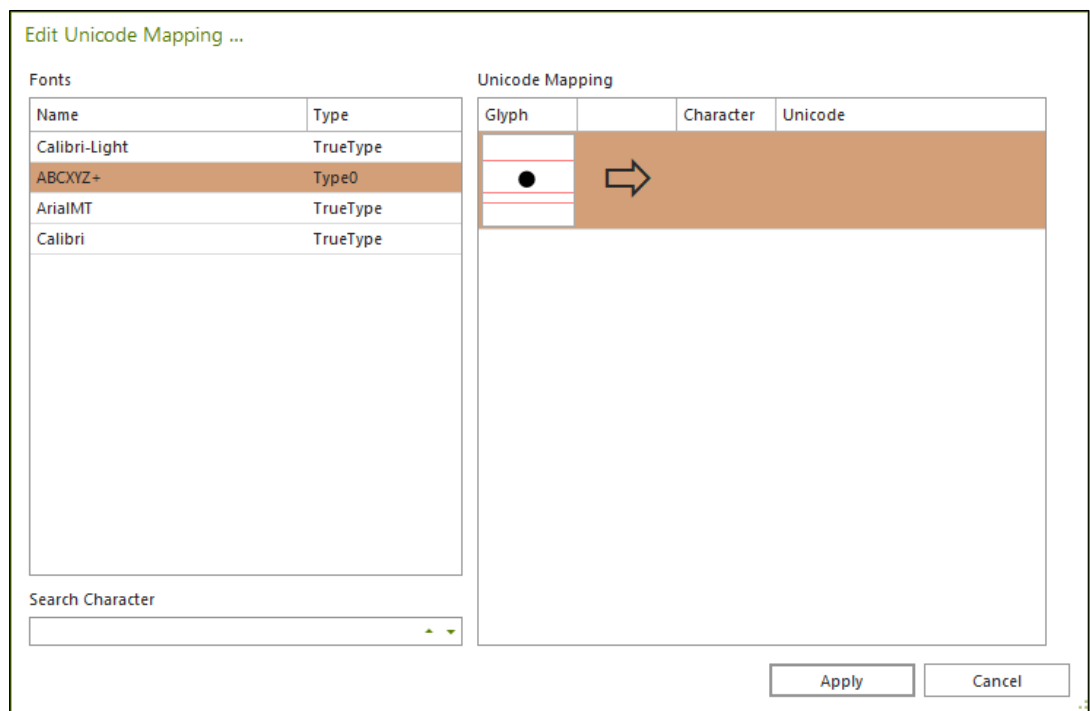 Edit Unicode Mapping ...
Fonts
Name Type
Calibri-Light TrueType
ABCXYZ+ Type0
ArialMT TrueType
Calibri TrueType
Search Character
Unicode Mapping
Glyph Character Unicode
Apply Cancel